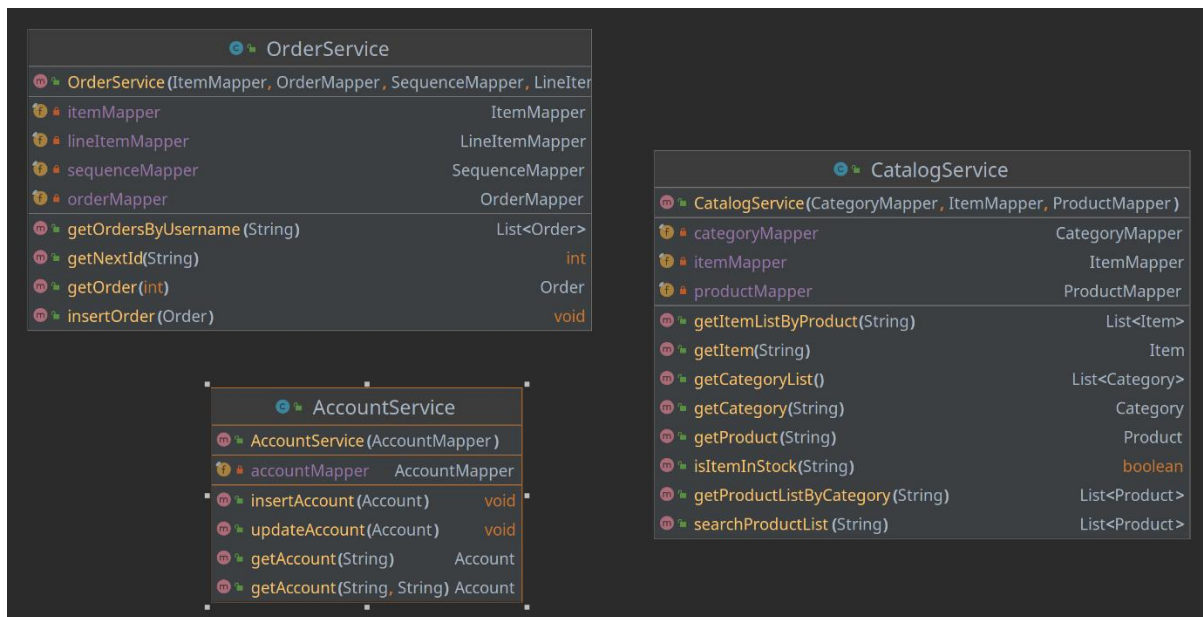 OrderService
OrderService(ItemMapper, OrderMapper, SequenceMapper, LineIter
itemMapper ItemMapper
lineItemMapper LineItemMapper
sequenceMapper SequenceMapper
orderMapper OrderMapper
getOrdersByUsername(String) List<Order>
getNextId(String) int
getOrder(int) Order
insertOrder(Order) void
AccountService
AccountService(AccountMapper)
accountMapper AccountMapper
insertAccount(Account) void
updateAccount(Account) void
getAccount(String) Account
getAccount(String, String) Account
CatalogService
CatalogService(CategoryMapper, ItemMapper, ProductMapper)
categoryMapper CategoryMapper
itemMapper ItemMapper
productMapper ProductMapper
getItemListByProduct(String) List<Item>
getItem(String) Item
getCategoryList() List<Category>
getCategory(String) Category
getProduct(String) Product
isItemInStock(String) boolean
getProductListByCategory(String) List<Product>
searchProductList(String) List<Product>